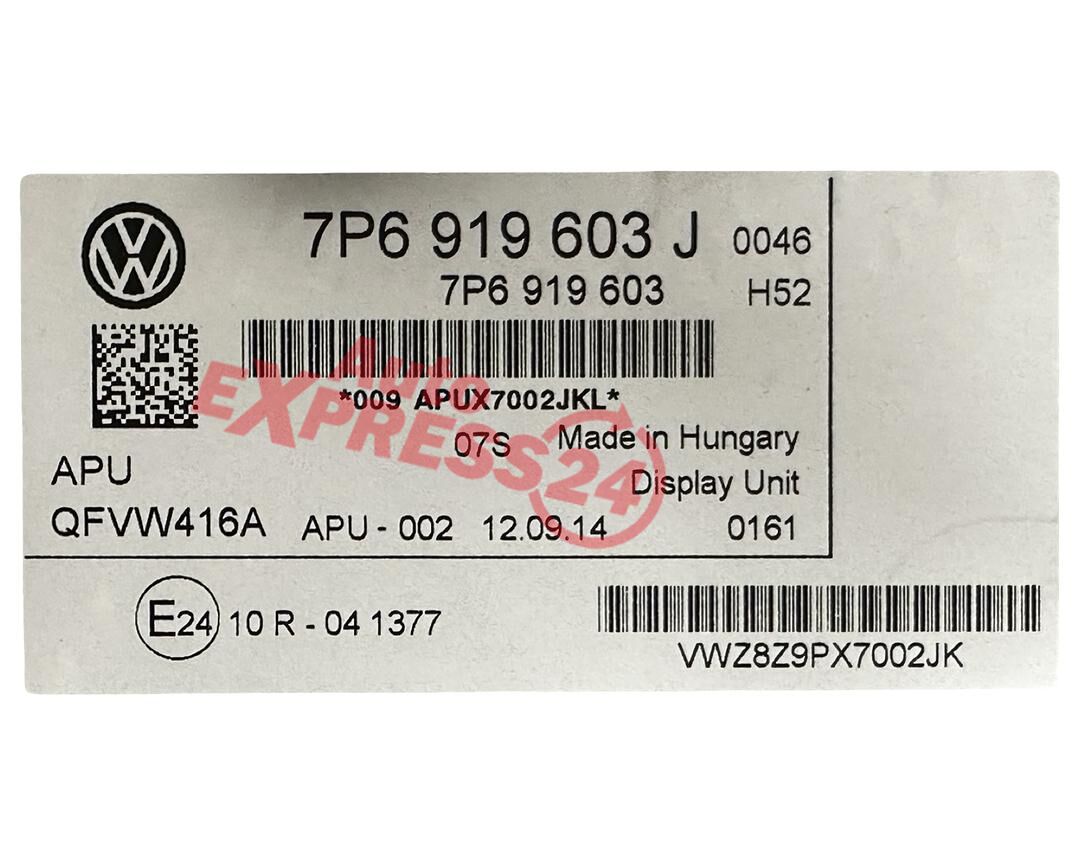 7P6 919 603 J 0046
7P6 919 603 H52
*009 APUX7002JKL*
07S Made in Hungary
APU Display Unit
QFVW416A APU - 002 12.09.14 0161
E24 10 R - 04 1377
VWZ8Z9PX7002JK
Auto
EXPRESS24